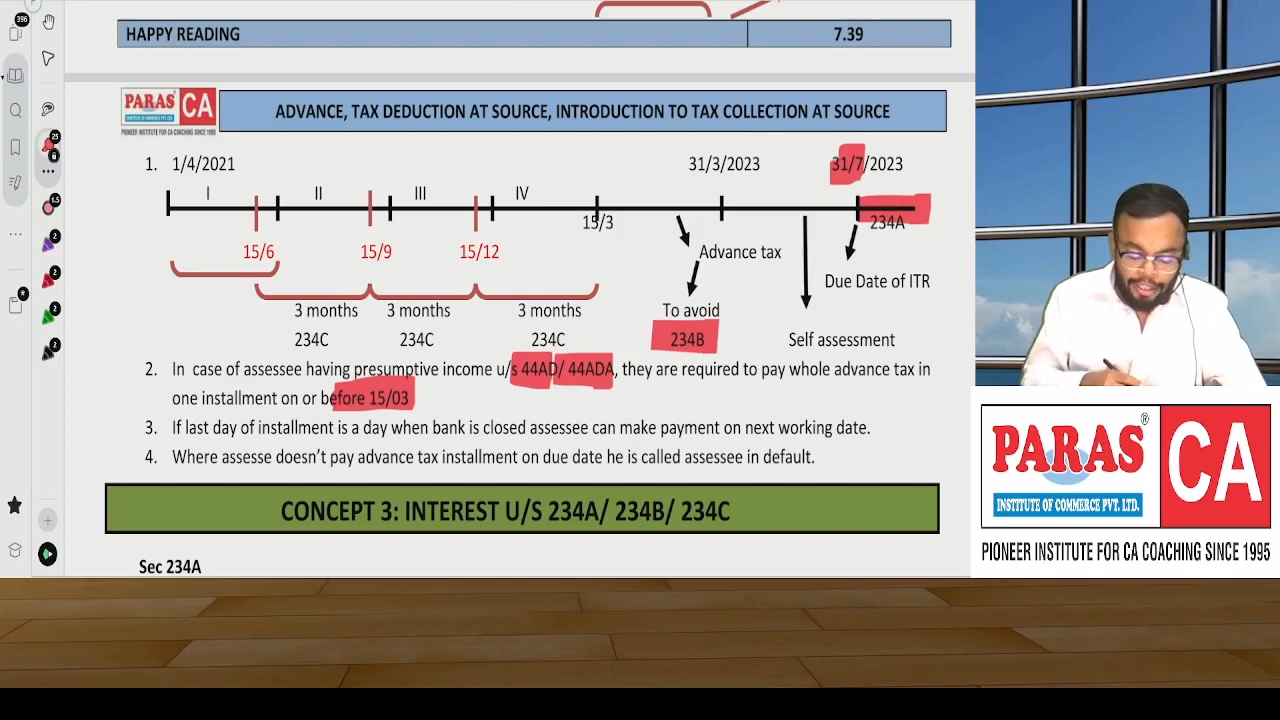 HAPPY READING 7.39
PARAS CA
INSTITUTE OF COMMERCE PVT. LTD.
PIONEER INSTITUTE FOR CA COACHING SINCE 1995
ADVANCE, TAX DEDUCTION AT SOURCE, INTRODUCTION TO TAX COLLECTION AT SOURCE
1. 1/4/2021 31/3/2023 31/7/2023
I II III IV
15/3 234A
15/6 15/9 15/12 Advance tax
Due Date of ITR
3 months 3 months 3 months To avoid
234C 234C 234C 234B Self assessment
2. In case of assessee having presumptive income u/s 44AD/ 44ADA, they are required to pay whole advance tax in
one installment on or before 15/03
3. If last day of installment is a day when bank is closed assessee can make payment on next working date.
4. Where assesse doesn't pay advance tax installment on due date he is called assessee in default.
CONCEPT 3: INTEREST U/S 234A/ 234B/ 234C
Sec 234A
PARAS® CA
INSTITUTE OF COMMERCE PVT. LTD.
PIONEER INSTITUTE FOR CA COACHING SINCE 1995